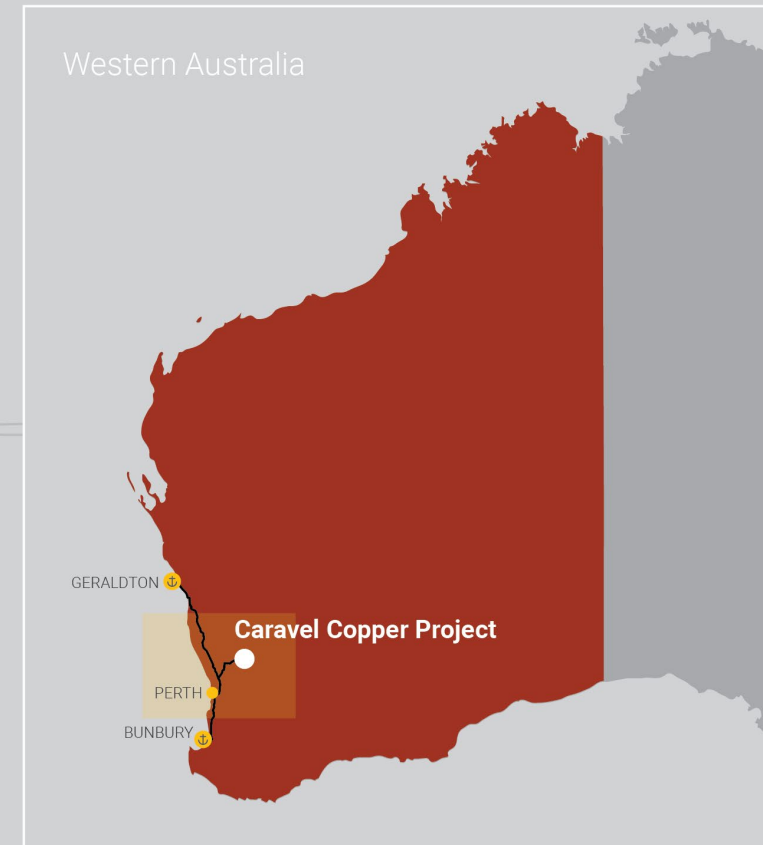 Western Australia
GERALDTON
Caravel Copper Project
PERTH
BUNBURY